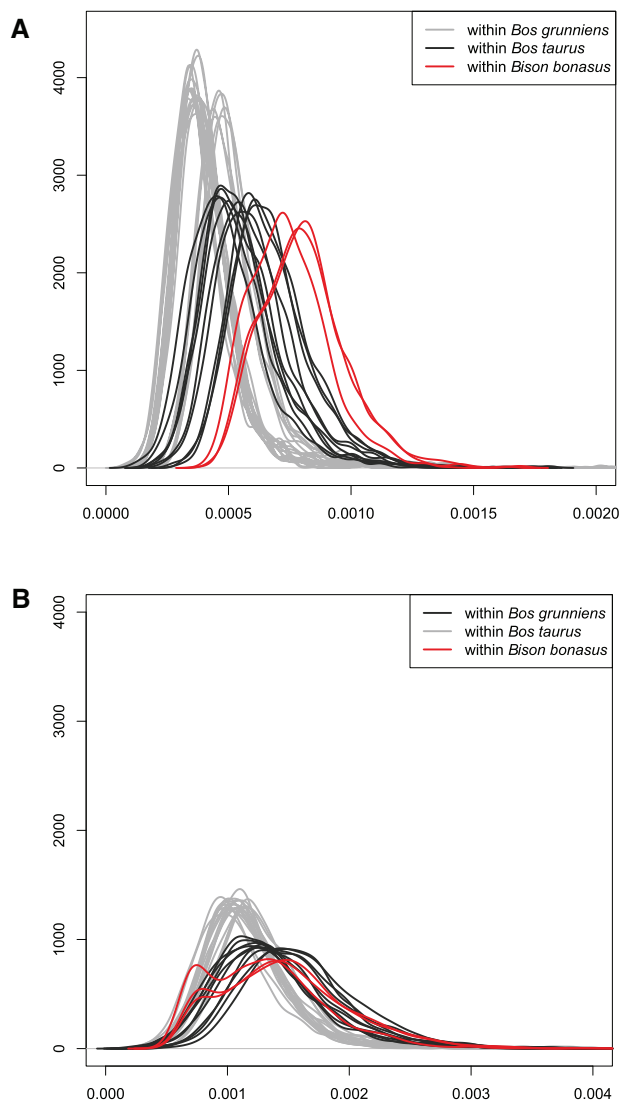 A
within Bos grunniens
within Bos taurus
within Bison bonasus
4000
3000
2000
1000
0
0.0000 0.0005 0.0010 0.0015 0.0020
B
within Bos grunniens
within Bos taurus
within Bison bonasus
4000
3000
2000
1000
0
0.000 0.001 0.002 0.003 0.004